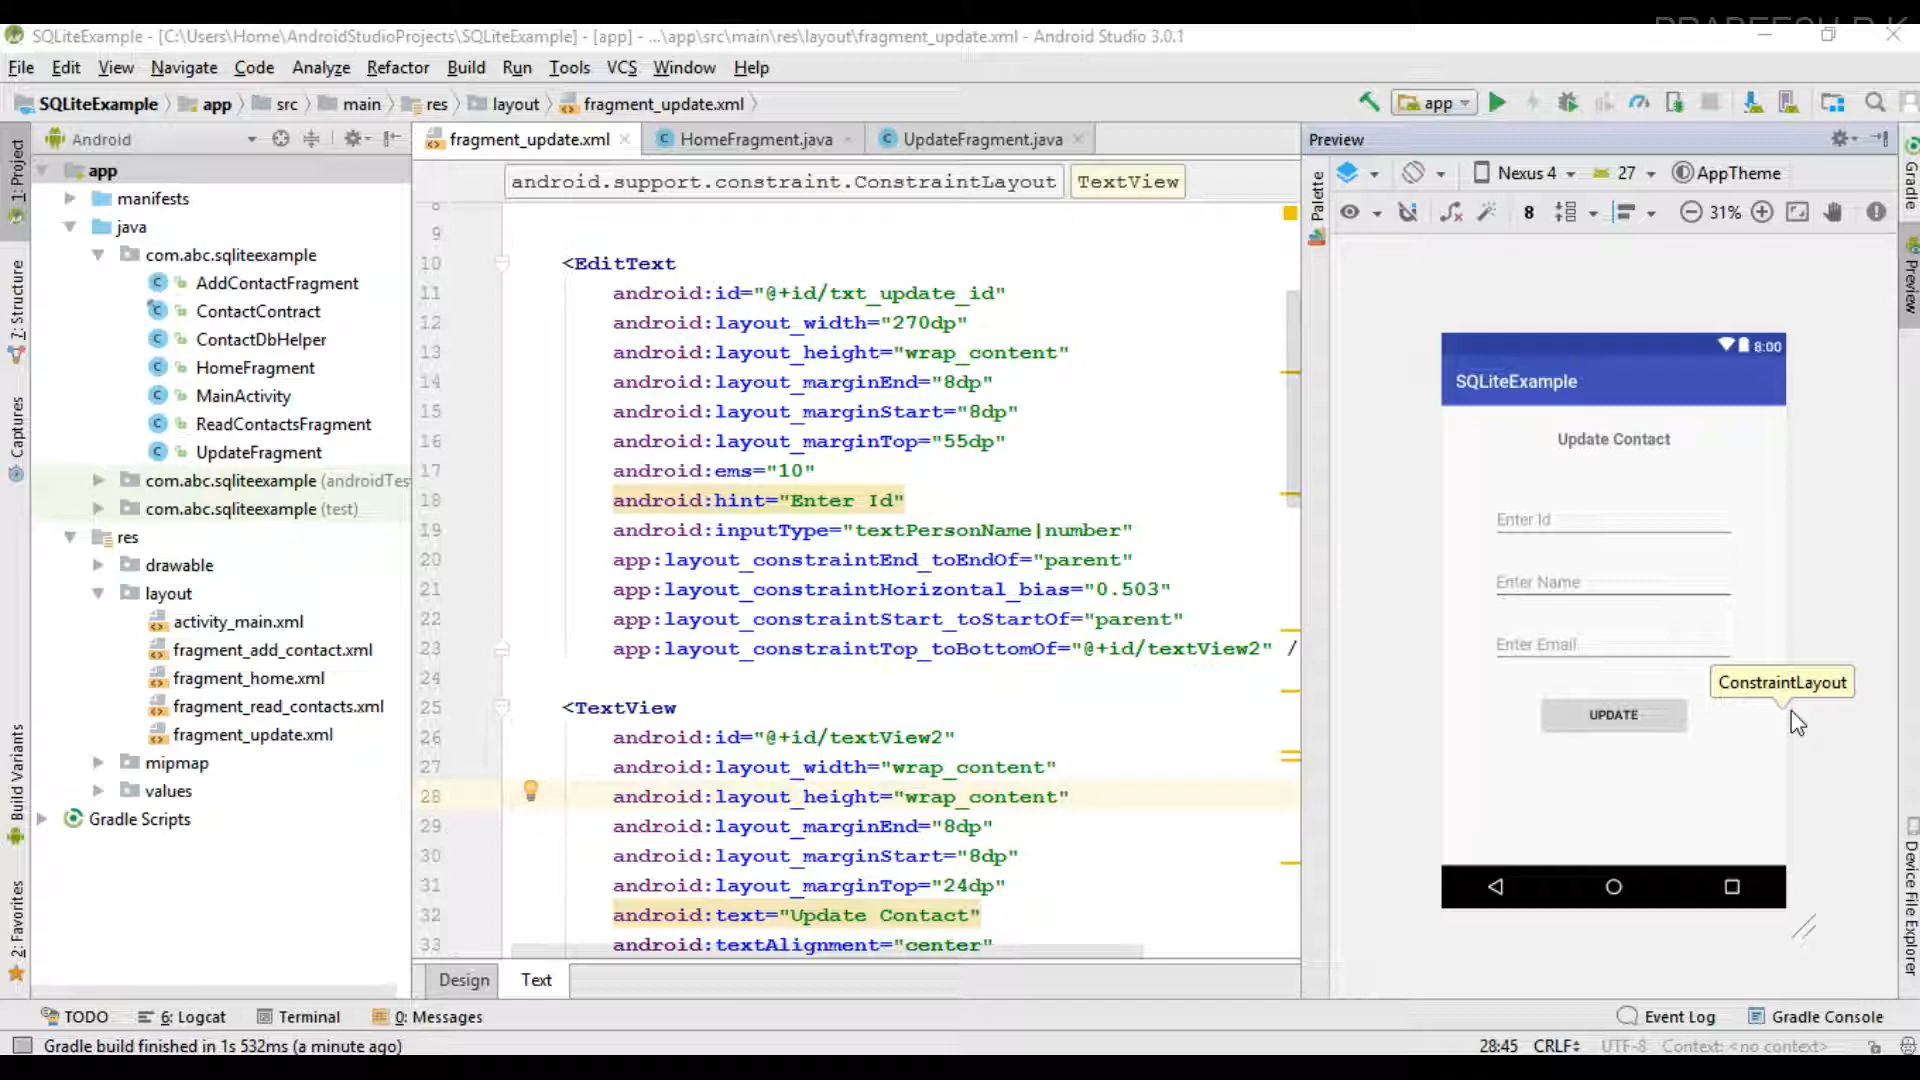 SQLiteExample - [C:\Users\Home\AndroidStudioProjects\SQLiteExample] - [app] - ...\app\src\main\res\layout\fragment_update.xml - Android Studio 3.0.1
File Edit View Navigate Code Analyze Refactor Build Run Tools VCS Window Help
SQLiteExample app src main res layout fragment_update.xml
app
Android
fragment_update.xml HomeFragment.java UpdateFragment.java
Preview
android.support.constraint.ConstraintLayout TextView
Nexus 4 27 AppTheme
8 31%
1: Project
7: Structure
Captures
Build Variants
2: Favorites
app
manifests
java
com.abc.sqliteexample
AddContactFragment
ContactContract
ContactDbHelper
HomeFragment
MainActivity
ReadContactsFragment
UpdateFragment
com.abc.sqliteexample (androidTes
com.abc.sqliteexample (test)
res
drawable
layout
activity_main.xml
fragment_add_contact.xml
fragment_home.xml
fragment_read_contacts.xml
fragment_update.xml
mipmap
values
Gradle Scripts
8
9
10 <EditText
11 android:id="@+id/txt_update_id"
12 android:layout_width="270dp"
13 android:layout_height="wrap_content"
14 android:layout_marginEnd="8dp"
15 android:layout_marginStart="8dp"
16 android:layout_marginTop="55dp"
17 android:ems="10"
18 android:hint="Enter Id"
19 android:inputType="textPersonName|number"
20 app:layout_constraintEnd_toEndOf="parent"
21 app:layout_constraintHorizontal_bias="0.503"
22 app:layout_constraintStart_toStartOf="parent"
23 app:layout_constraintTop_toBottomOf="@+id/textView2" /
24
25 <TextView
26 android:id="@+id/textView2"
27 android:layout_width="wrap_content"
28 android:layout_height="wrap_content"
29 android:layout_marginEnd="8dp"
30 android:layout_marginStart="8dp"
31 android:layout_marginTop="24dp"
32 android:text="Update Contact"
33 android:textAlignment="center"
Design Text
Palette
8:00
SQLiteExample
Update Contact
Enter Id
Enter Name
Enter Email
ConstraintLayout
UPDATE
Gradle
Preview
Device File Explorer
TODO 6: Logcat Terminal 0: Messages Event Log Gradle Console
Gradle build finished in 1s 532ms (a minute ago) 28:45 CRLF UTF-8 Context: <no context>